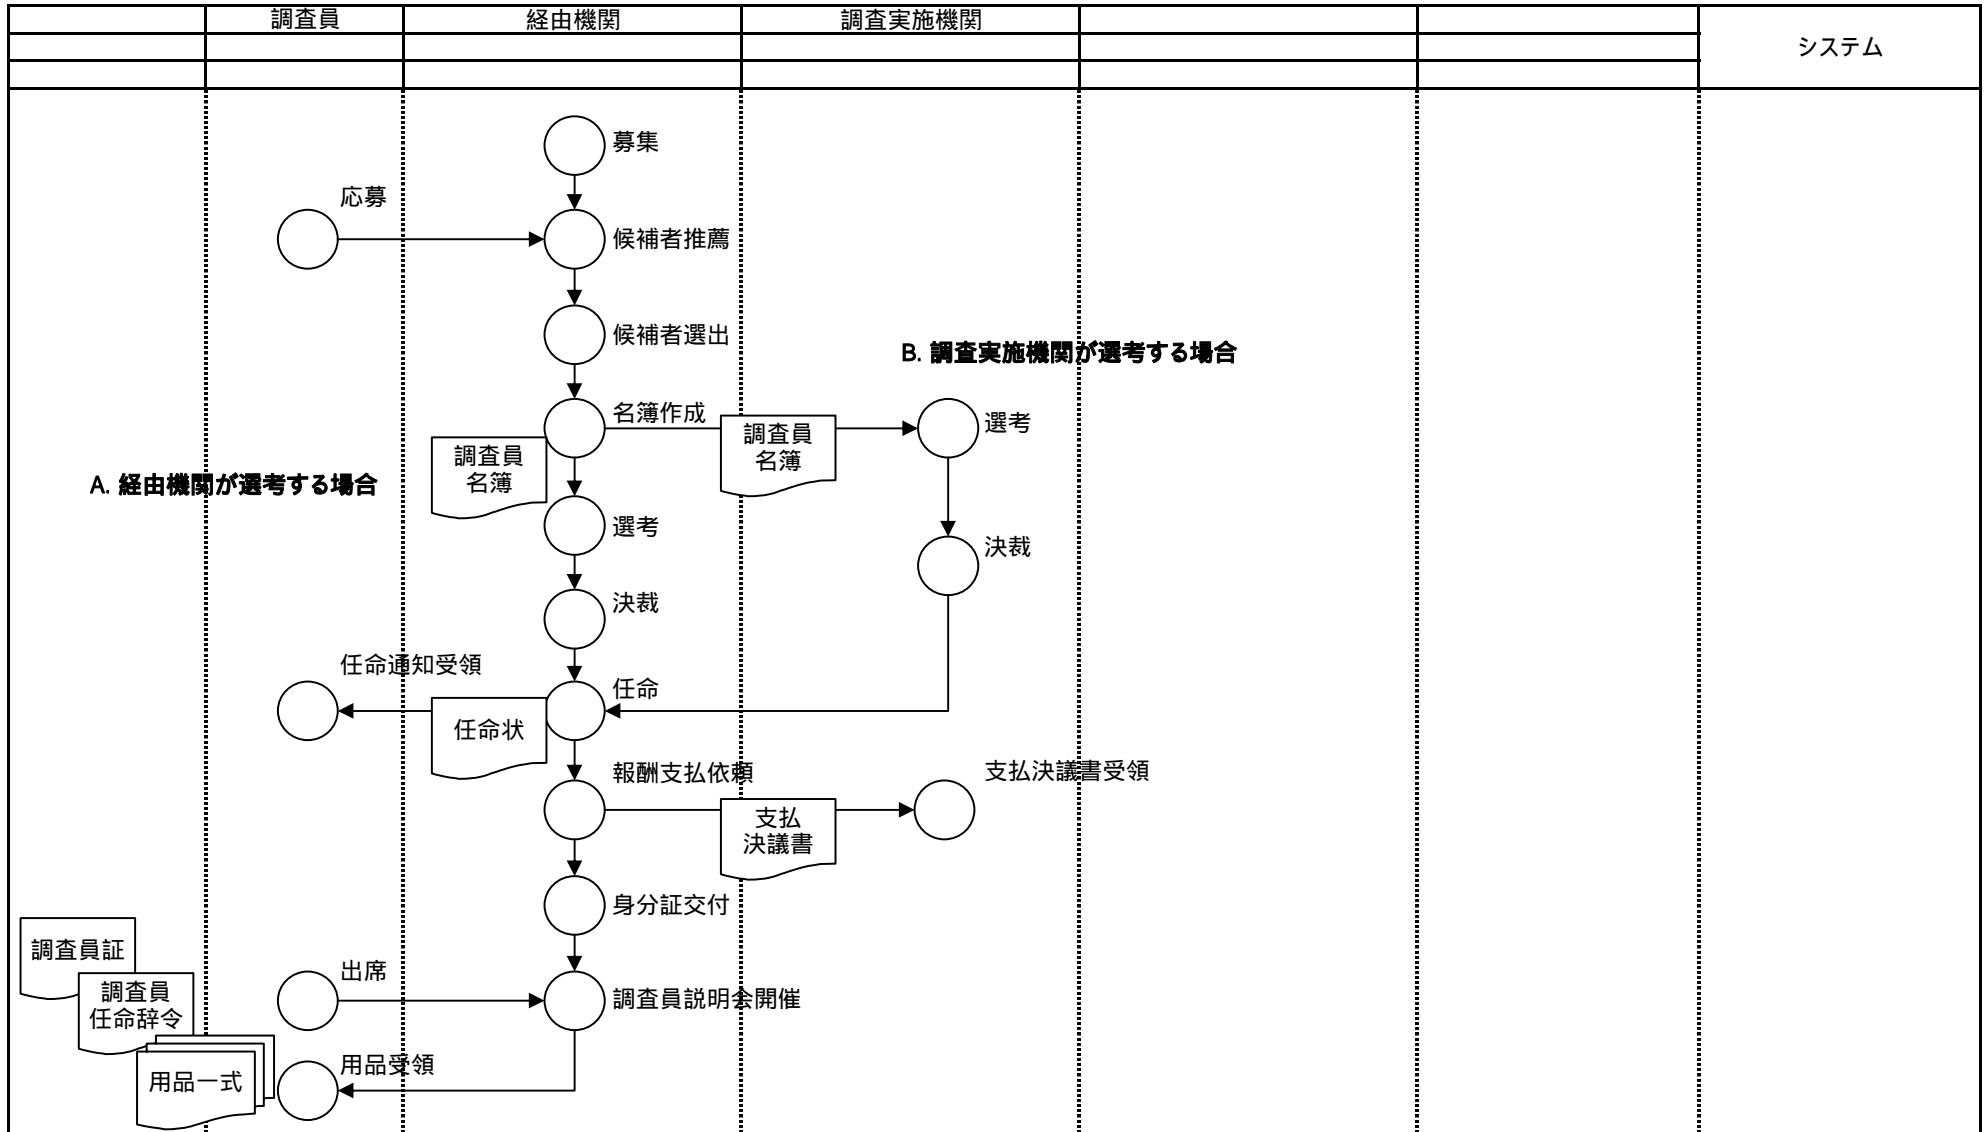 調査員
経由機関
調査実施機関
システム
募集
応募
候補者推薦
候補者選出
B. 調査実施機関が選考する場合
名簿作成
調査員
名簿
選考
調査員
名簿
A. 経由機関が選考する場合
選考
決裁
決裁
任命通知受領
任命
任命状
報酬支払依頼
支払決議書受領
支払
決議書
身分証交付
調査員証
出席
調査員
任命辞令
調査員説明会開催
用品受領
用品一式